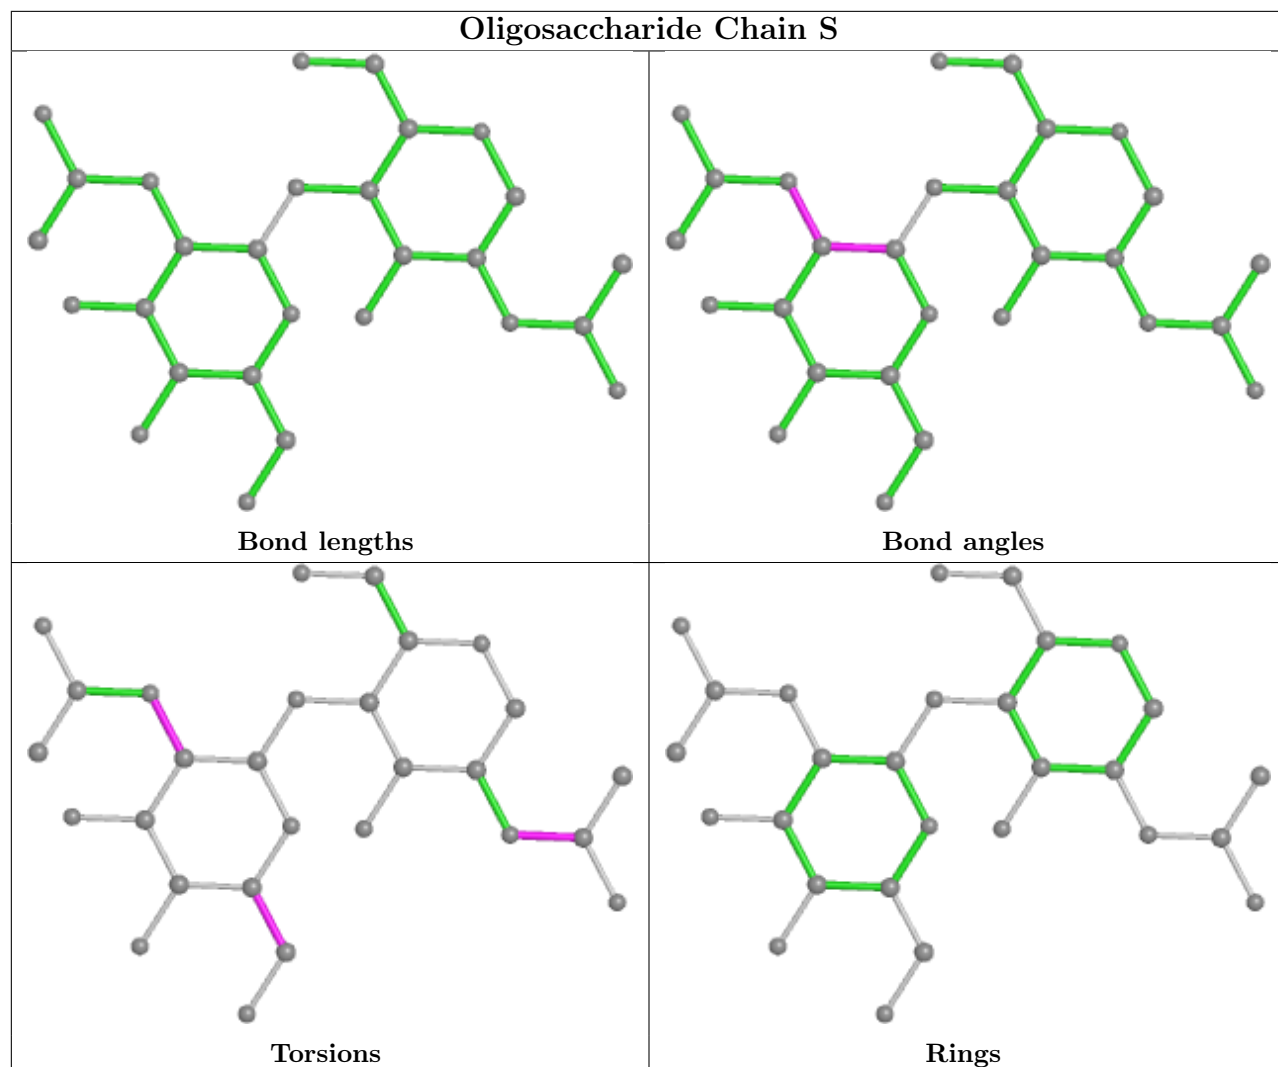 Oligosaccharide Chain S
Bond lengths
Bond angles
Torsions
Rings